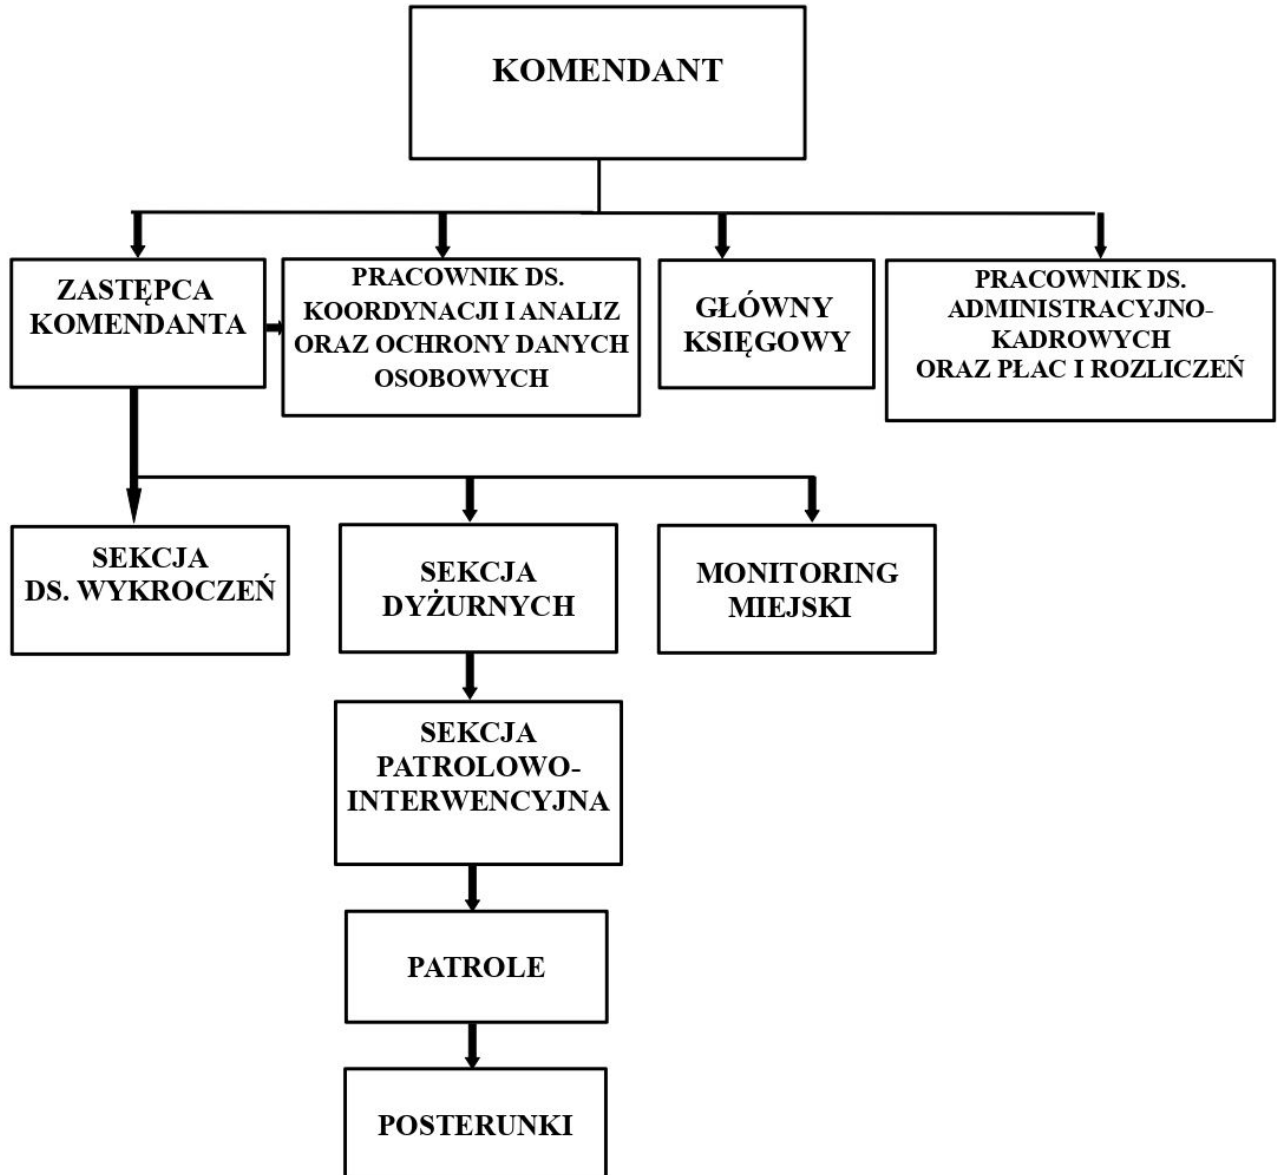 KOMENDANT
ZASTĘPCA
KOMENDANTA
PRACOWNIK DS.
KOORDYNACJI I ANALIZ
ORAZ OCHRONY DANYCH
OSOBOWYCH
GŁÓWNY
KSIĘGOWY
PRACOWNIK DS.
ADMINISTRACYJNO-
KADROWYCH
ORAZ PŁAC I ROZLICZEŃ
SEKCJA
DS. WYKROCZEŃ
SEKCJA
DYŻURNYCH
MONITORING
MIEJSKI
SEKCJA
PATROLOWO-
INTERWENCYJNA
PATROLE
POSTERUNKI